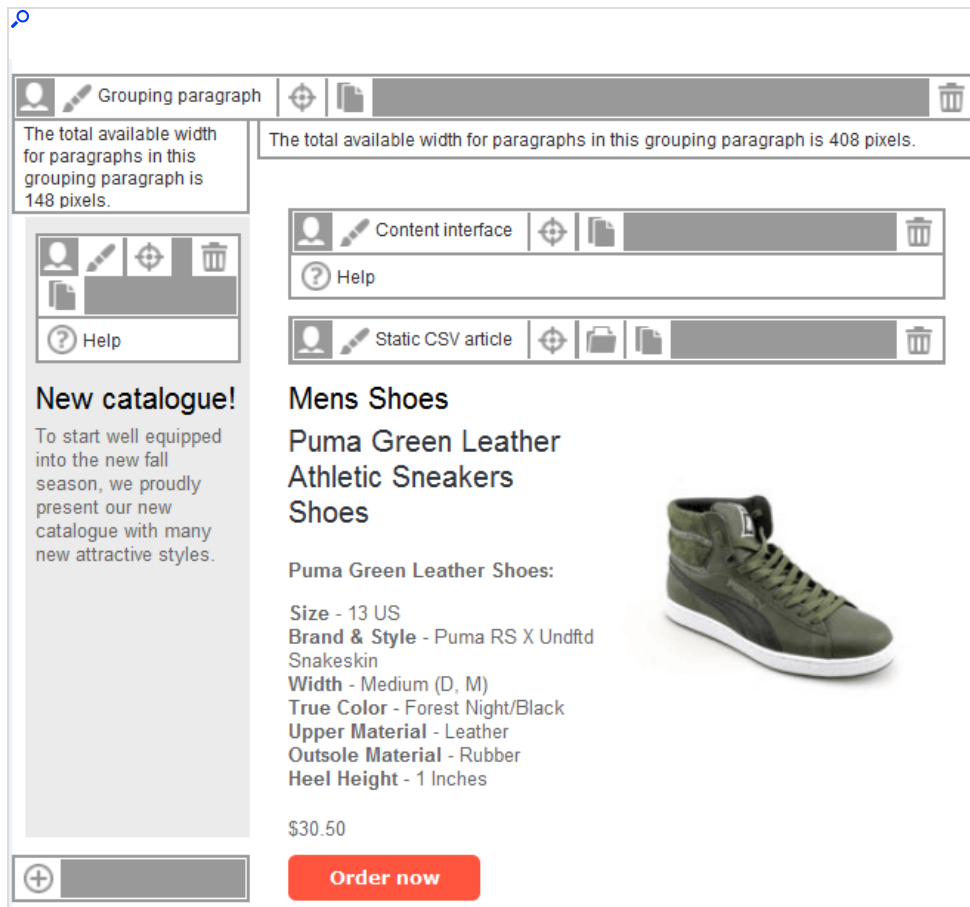 Grouping paragraph
The total available width
for paragraphs in this
grouping paragraph is
148 pixels.
The total available width for paragraphs in this grouping paragraph is 408 pixels.
Content interface
Help
Static CSV article
Help
New catalogue!
To start well equipped
into the new fall
season, we proudly
present our new
catalogue with many
new attractive styles.
Mens Shoes
Puma Green Leather
Athletic Sneakers
Shoes
Puma Green Leather Shoes:
Size - 13 US
Brand & Style - Puma RS X Undftd
Snakeskin
Width - Medium (D, M)
True Color - Forest Night/Black
Upper Material - Leather
Outsole Material - Rubber
Heel Height - 1 Inches
$30.50
Order now